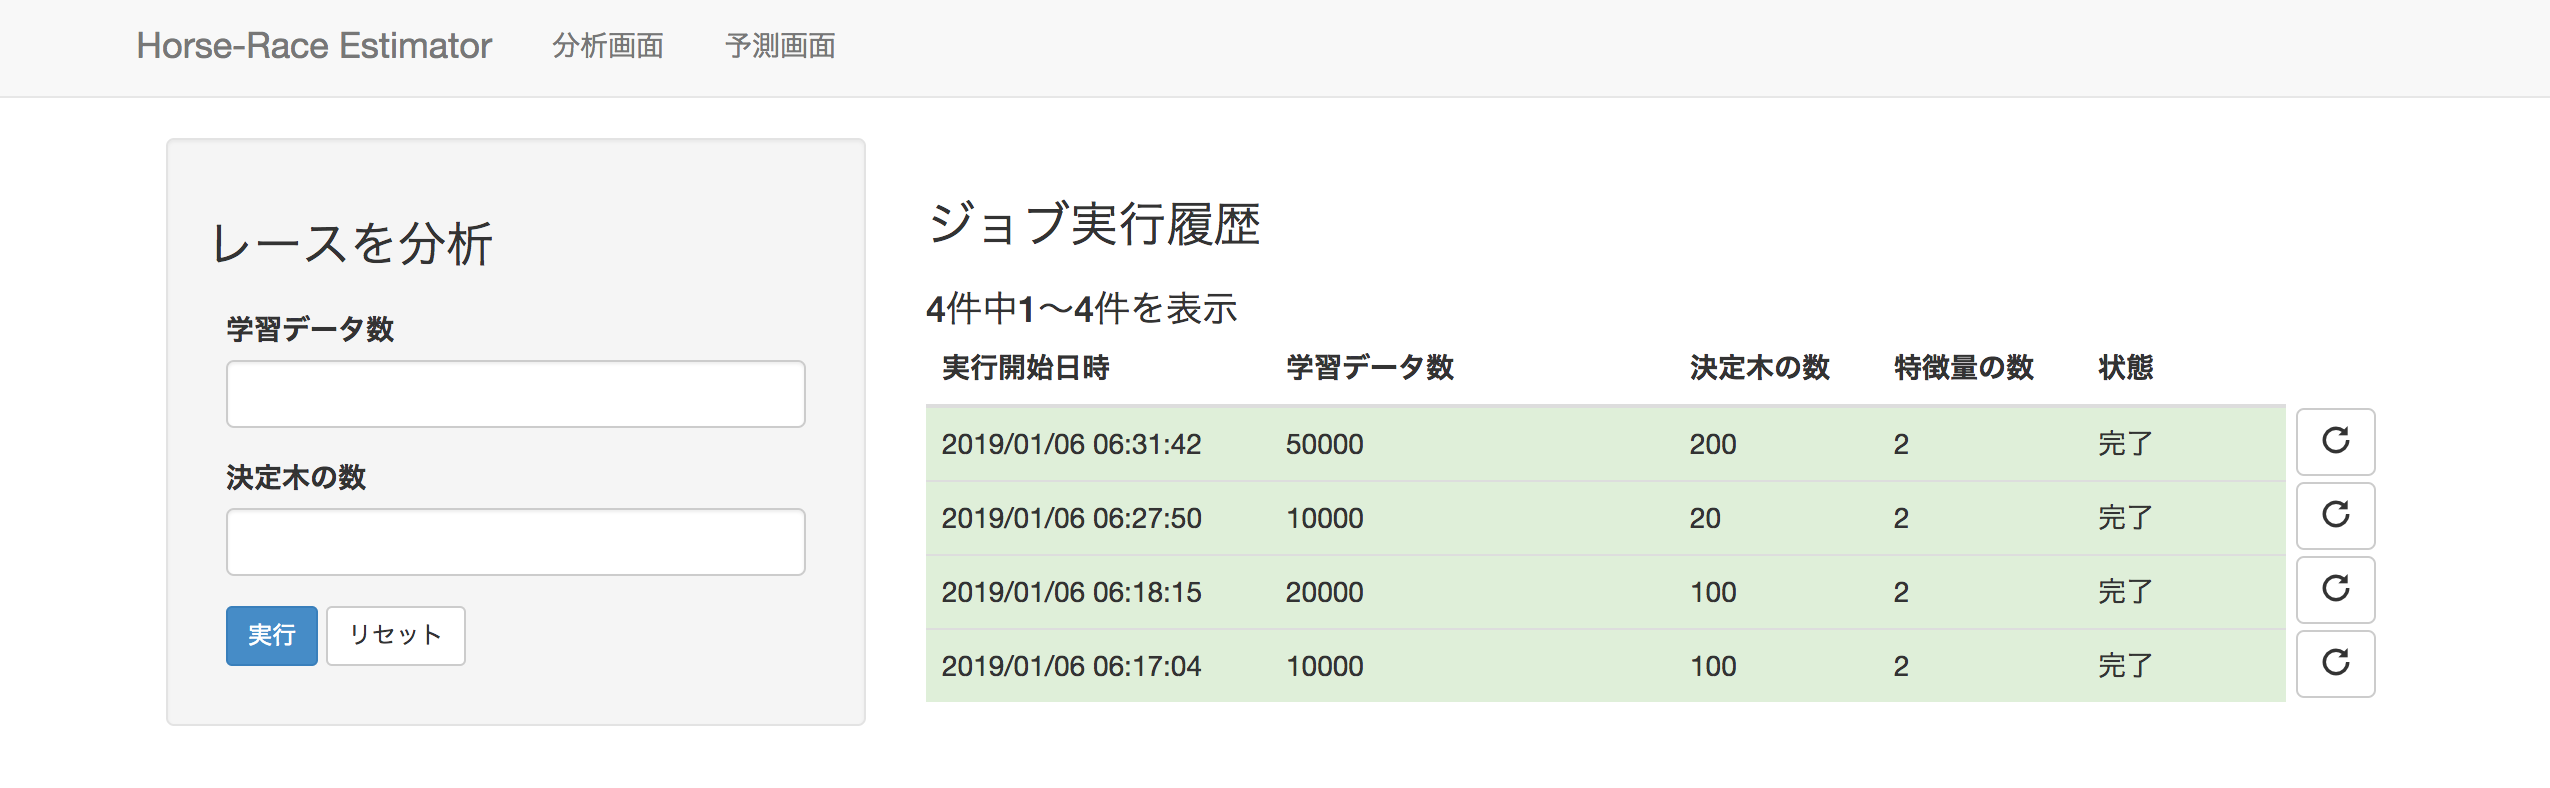 Horse-Race Estimator 分析画面 予測画面
レースを分析
学習データ数
決定木の数
実行 リセット
ジョブ実行履歴
4件中1〜4件を表示
実行開始日時 学習データ数 決定木の数 特徴量の数 状態
2019/01/06 06:31:42 50000 200 2 完了
2019/01/06 06:27:50 10000 20 2 完了
2019/01/06 06:18:15 20000 100 2 完了
2019/01/06 06:17:04 10000 100 2 完了